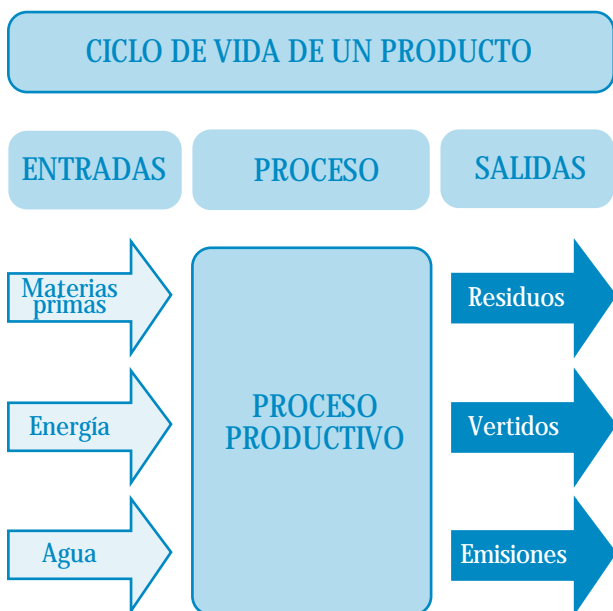 CICLO DE VIDA DE UN PRODUCTO
ENTRADAS
PROCESO
SALIDAS
Materias
primas
Residuos
Energía
PROCESO
PRODUCTIVO
Vertidos
Agua
Emisiones